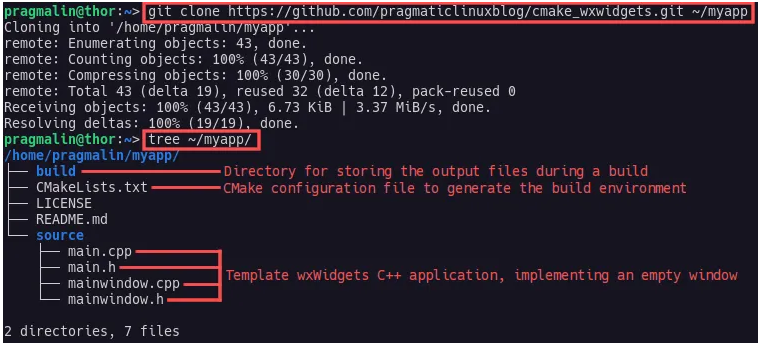 pragmalin@thor:~> git clone https://github.com/pragmaticlinuxblog/cmake_wxwidgets.git ~/myapp
Cloning into '/home/pragmalin/myapp'...
remote: Enumerating objects: 43, done.
remote: Counting objects: 100% (43/43), done.
remote: Compressing objects: 100% (30/30), done.
remote: Total 43 (delta 19), reused 32 (delta 12), pack-reused 0
Receiving objects: 100% (43/43), 6.73 KiB | 3.37 MiB/s, done.
Resolving deltas: 100% (19/19), done.
pragmalin@thor:~> tree ~/myapp/
/home/pragmalin/myapp/
├── build Directory for storing the output files during a build
├── CMakeLists.txt CMake configuration file to generate the build environment
├── LICENSE
├── README.md
└── source
    ├── main.cpp
    ├── main.h
Template wxWidgets C++ application, implementing an empty window
    ├── mainwindow.cpp
    └── mainwindow.h
2 directories, 7 files